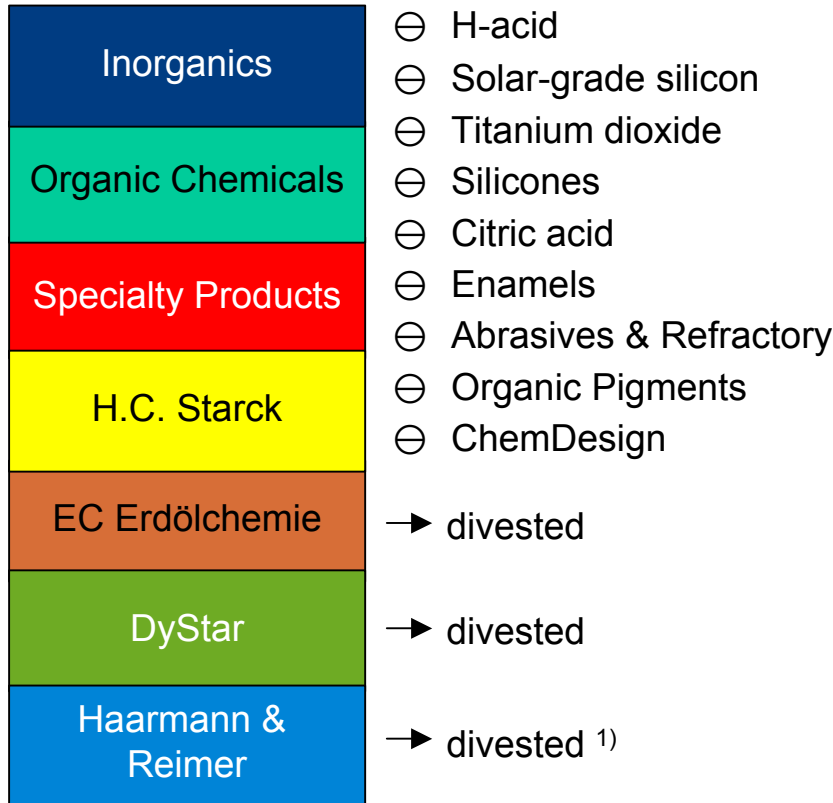 Inorganics
Organic Chemicals
Specialty Products
H.C. Starck
EC Erdölchemie
DyStar
Haarmann &
Reimer
⊖ H-acid
⊖ Solar-grade silicon
⊖ Titanium dioxide
⊖ Silicones
⊖ Citric acid
⊖ Enamels
⊖ Abrasives & Refractory
⊖ Organic Pigments
⊖ ChemDesign
→ divested
→ divested
→ divested 1)